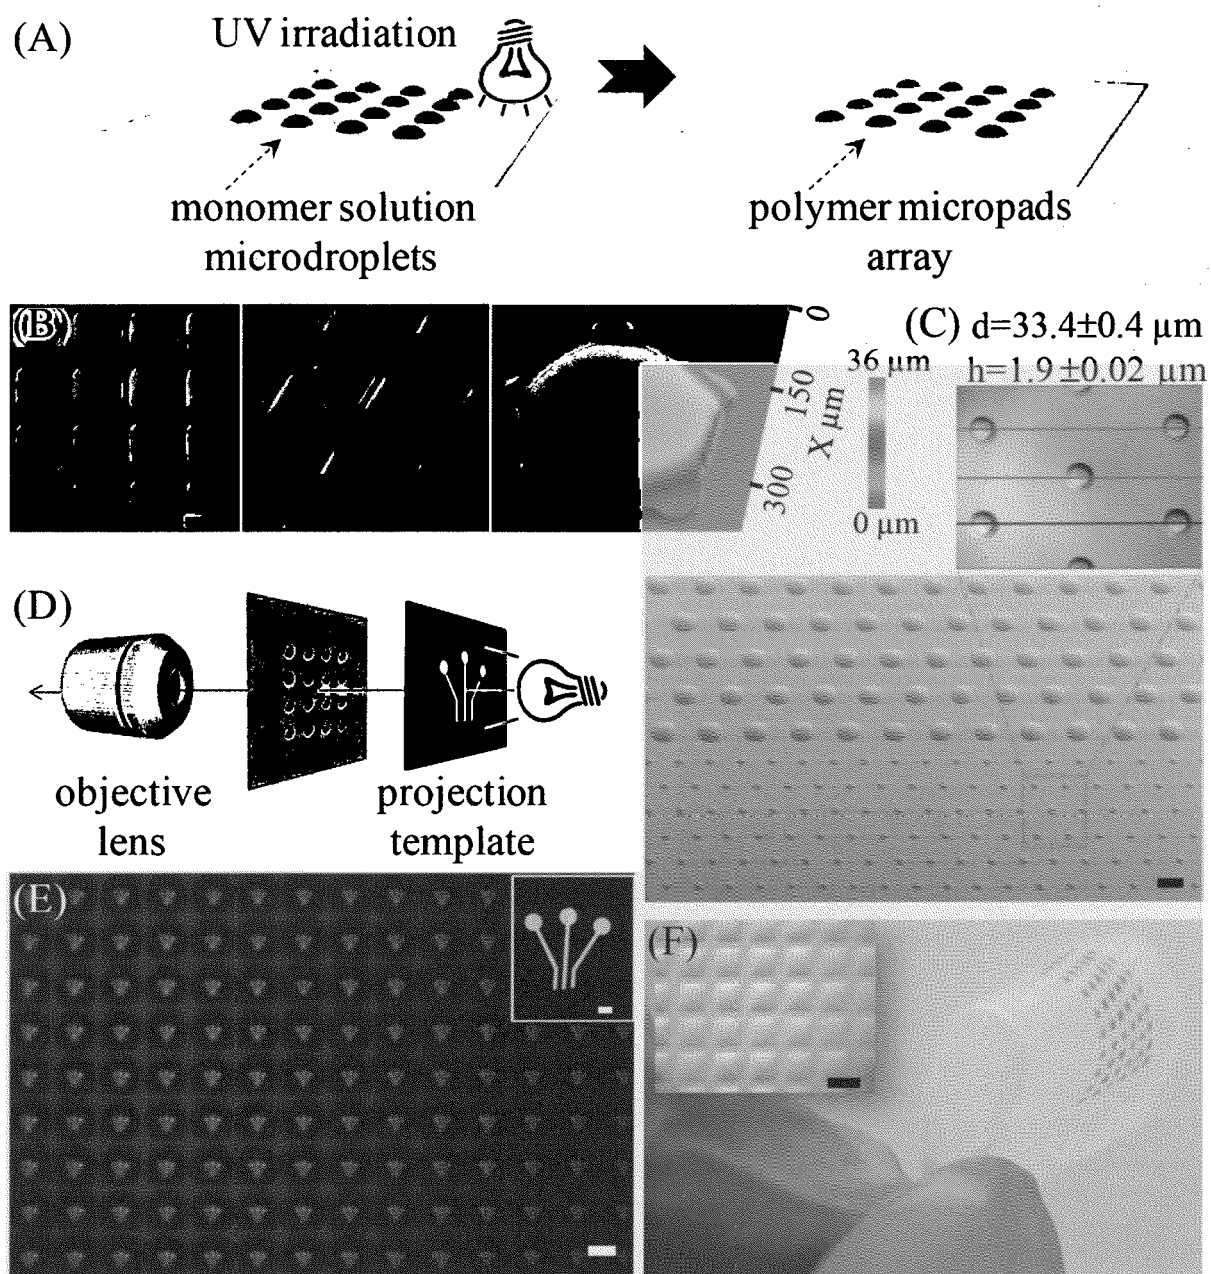 (A)
UV irradiation
monomer solution
microdroplets
polymer micropads
array
(B)
0
150
300
X μm
36 μm
0 μm
(C) d=33.4±0.4 μm
h=1.9±0.02 μm
(D)
objective
lens
projection
template
(E)
(F)